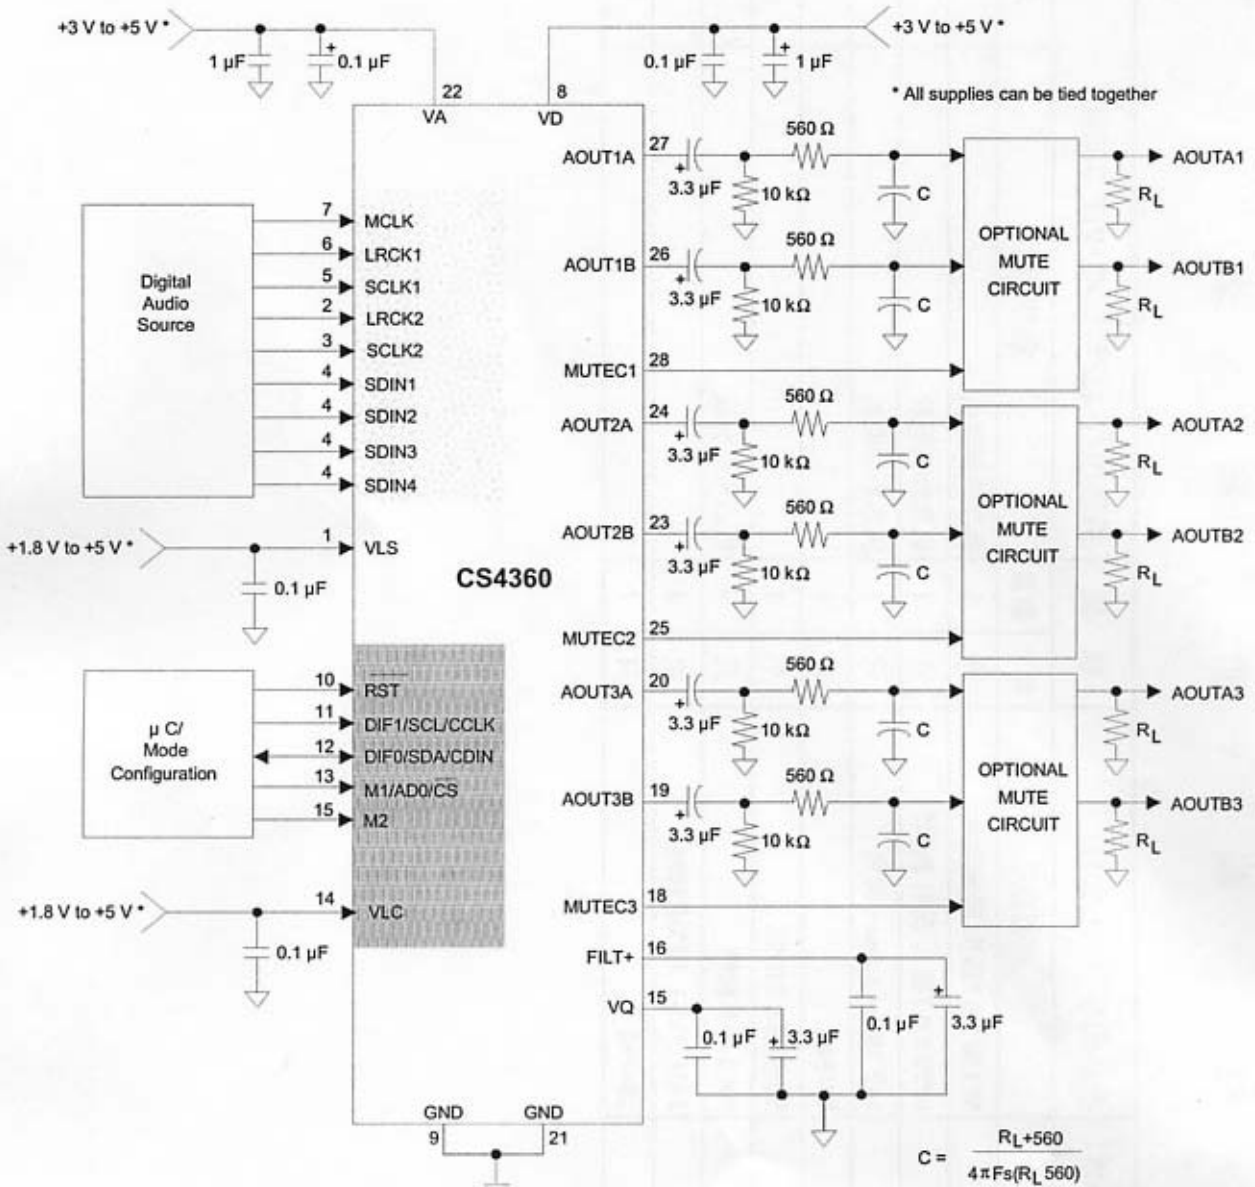 +3 V to +5 V *
1 µF
+
0.1 µF
22
VA
+3 V to +5 V *
0.1 µF
+
1 µF
8
VD
* All supplies can be tied together
Digital
Audio
Source
7
MCLK
6
LRCK1
5
SCLK1
2
LRCK2
3
SCLK2
4
SDIN1
4
SDIN2
4
SDIN3
4
SDIN4
+1.8 V to +5 V *
0.1 µF
1
VLS
CS4360
µ C/
Mode
Configuration
10
RST
11
DIF1/SCL/CCLK
12
DIF0/SDA/CDIN
13
M1/AD0/CS
15
M2
+1.8 V to +5 V *
0.1 µF
14
VLC
AOUT1A
27
+
3.3 µF
10 kΩ
560 Ω
C
AOUTA1
RL
AOUT1B
26
+
3.3 µF
10 kΩ
560 Ω
C
AOUTB1
RL
OPTIONAL
MUTE
CIRCUIT
MUTEC1
28
AOUT2A
24
+
3.3 µF
10 kΩ
560 Ω
C
AOUTA2
RL
AOUT2B
23
+
3.3 µF
10 kΩ
560 Ω
C
AOUTB2
RL
OPTIONAL
MUTE
CIRCUIT
MUTEC2
25
AOUT3A
20
+
3.3 µF
10 kΩ
560 Ω
C
AOUTA3
RL
AOUT3B
19
+
3.3 µF
10 kΩ
560 Ω
C
AOUTB3
RL
OPTIONAL
MUTE
CIRCUIT
MUTEC3
18
FILT+
16
0.1 µF
+
3.3 µF
VQ
15
0.1 µF
+
3.3 µF
GND
9
GND
21
C = RL+560
4πFs(RL 560)